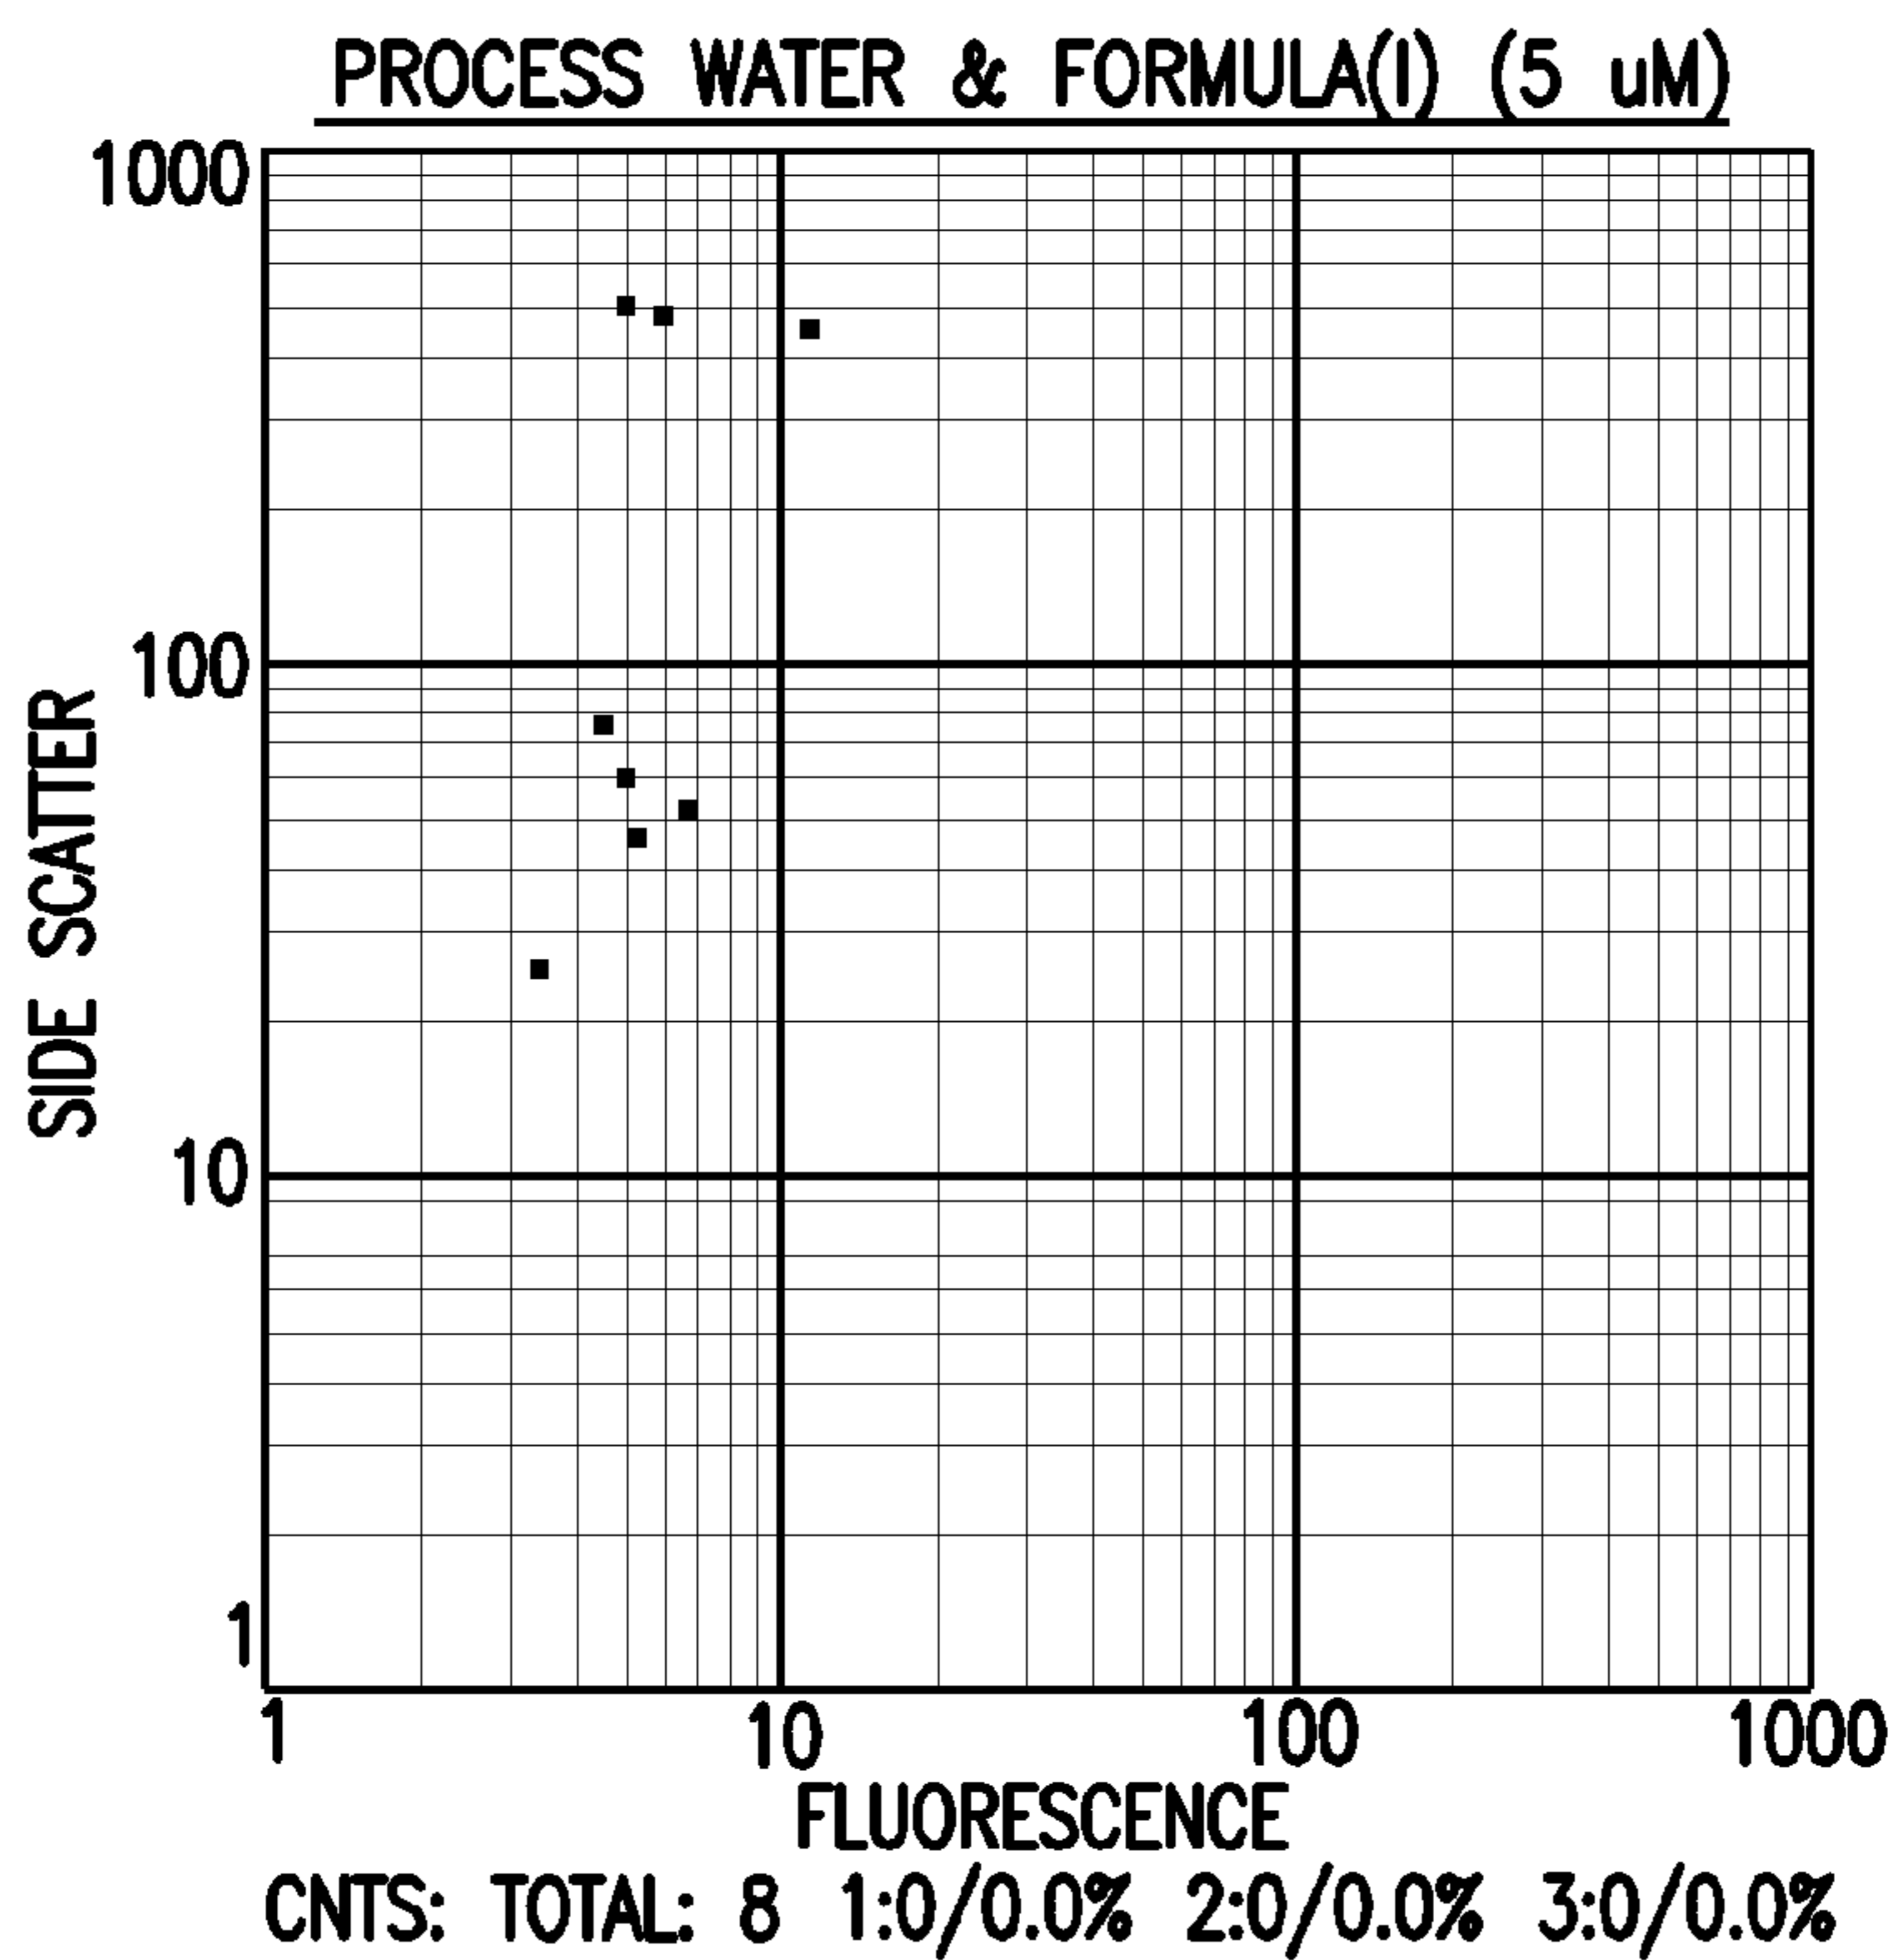 PROCESS WATER & FORMULA(I) (5 uM)
1000
100
10
1
SIDE SCATTER
1 10 100 1000
FLUORESCENCE
CNTS: TOTAL: 8 1:0/0.0% 2:0/0.0% 3:0/0.0%